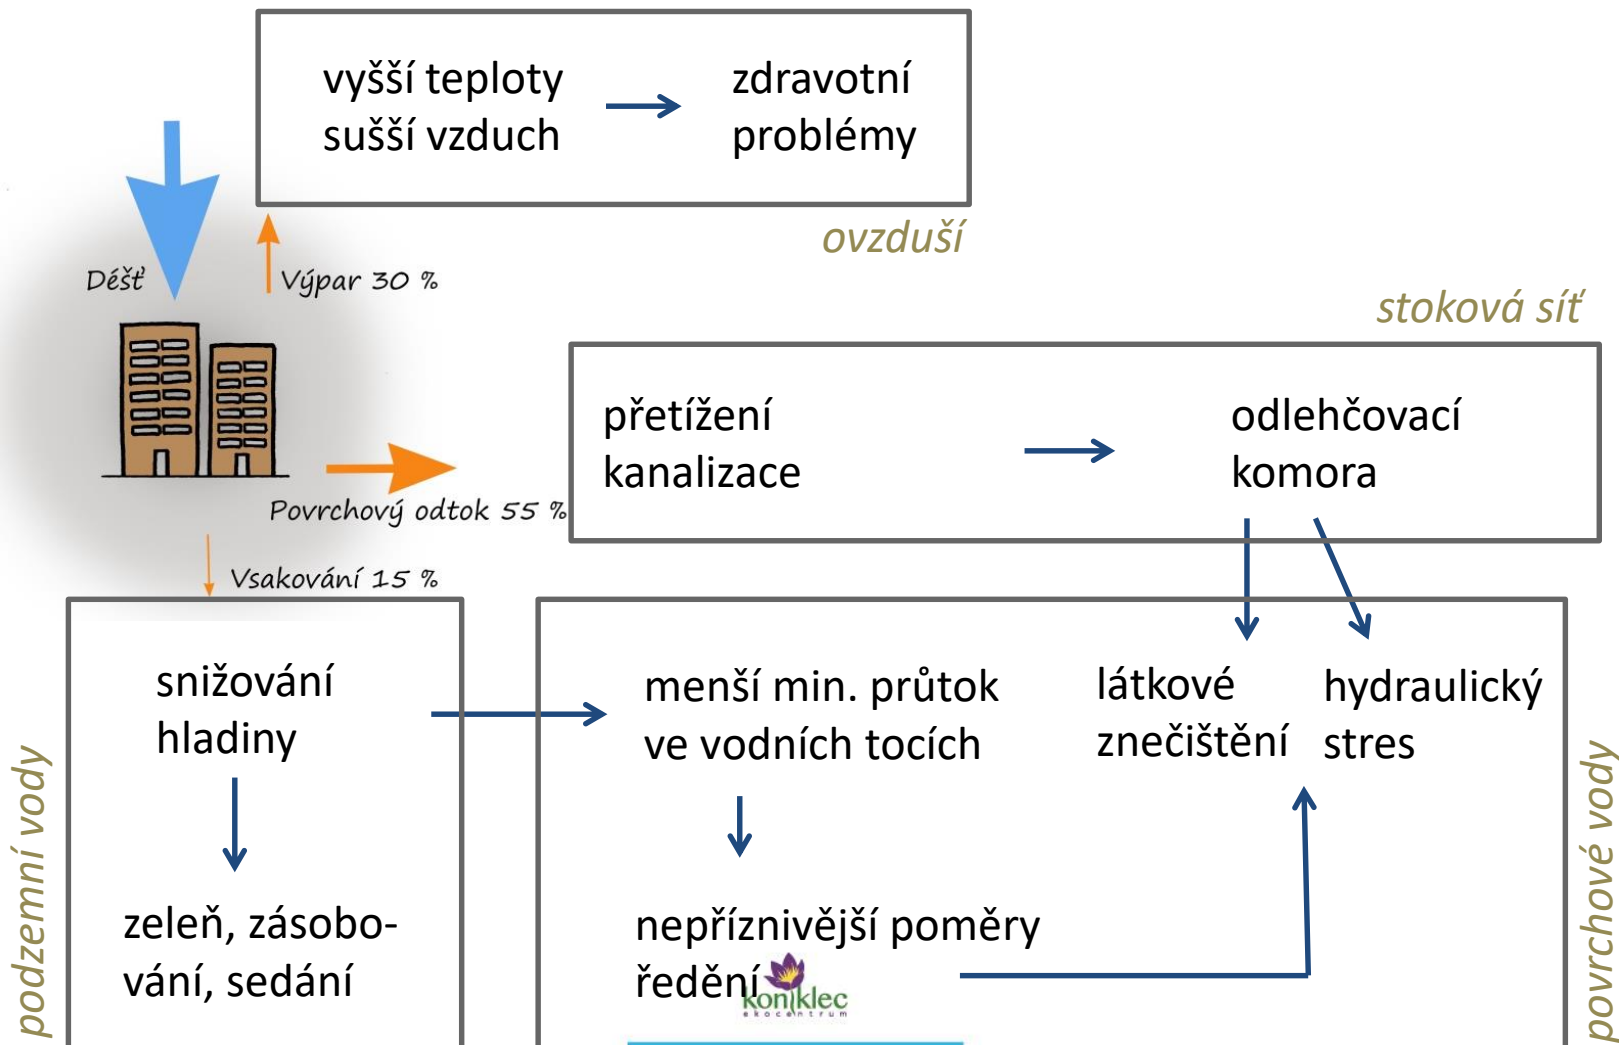 vyšší teploty
sušší vzduch
zdravotní
problémy
ovzduší
Déšť
Výpar 30 %
stoková síť
přetížení
kanalizace
odlehčovací
komora
Povrchový odtok 55 %
Vsakování 15 %
snižování
hladiny
menší min. průtok
ve vodních tocích
látkové
znečištění
hydraulický
stres
podzemní vody
povrchové vody
zeleň, zásobo-
vání, sedání
nepříznivější poměry
ředění
koniklec
ekocentrum